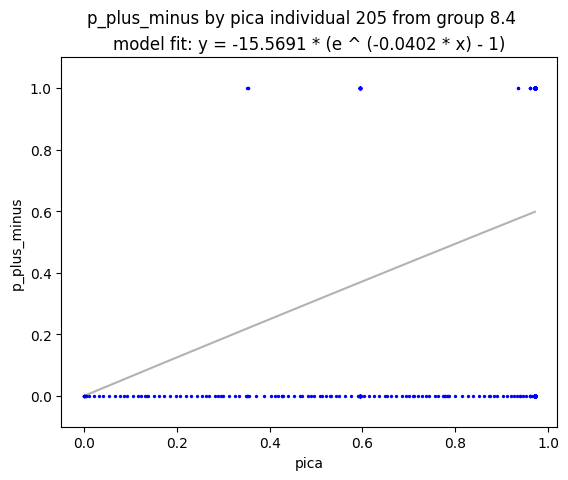 p_plus_minus by pica individual 205 from group 8.4
model fit: y = -15.5691 * (e ^ (-0.0402 * x) - 1)
1.0
0.8
0.6
0.4
0.2
0.0
p_plus_minus
0.0 0.2 0.4 0.6 0.8 1.0
pica